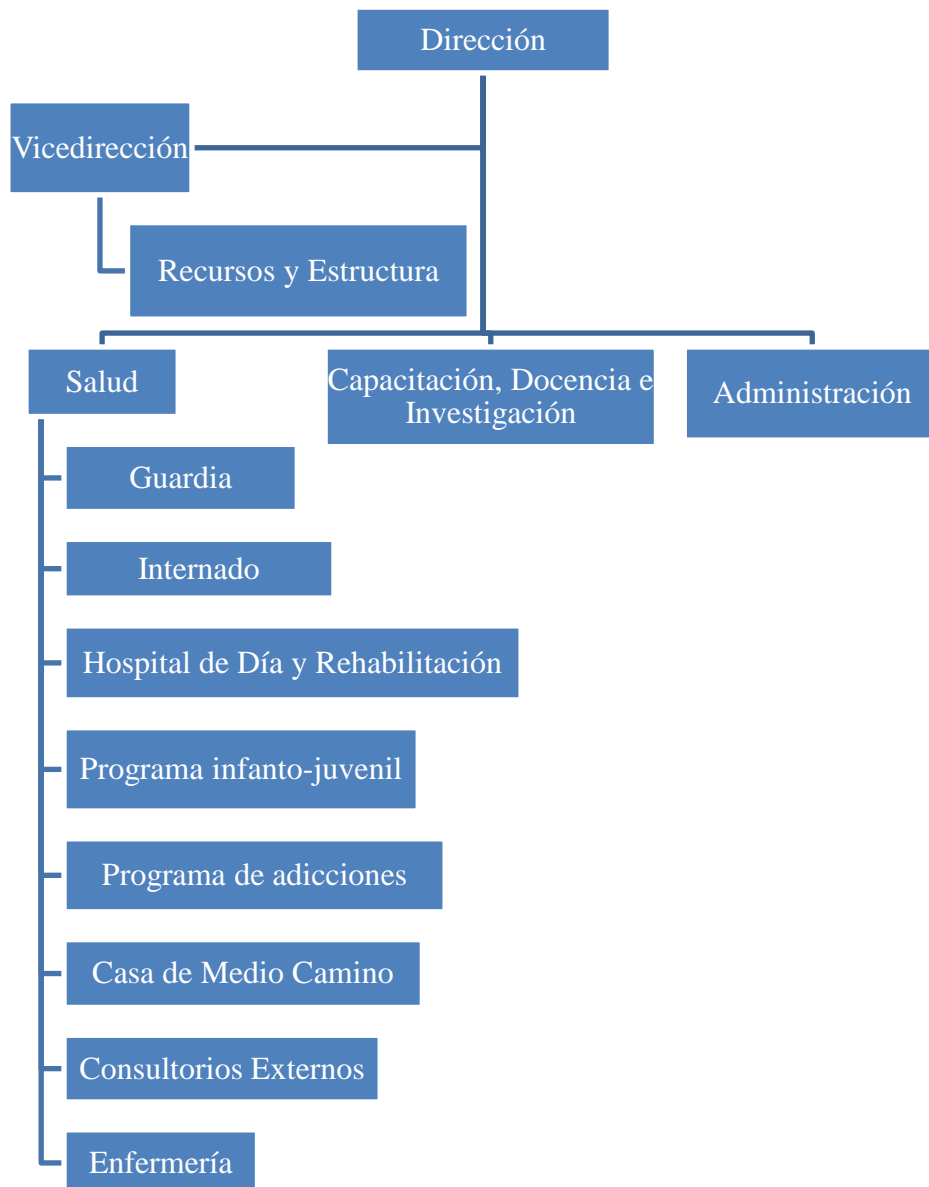 Dirección
Vicedirección
Recursos y Estructura
Salud
Capacitación, Docencia e
Investigación
Administración
Guardia
Internado
Hospital de Día y Rehabilitación
Programa infanto-juvenil
Programa de adicciones
Casa de Medio Camino
Consultorios Externos
Enfermería